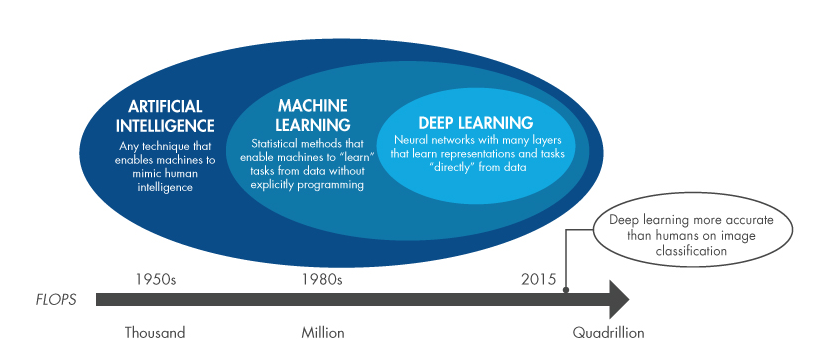 ARTIFICIAL
INTELLIGENCE
Any technique that
enables machines to
mimic human
intelligence
MACHINE
LEARNING
Statistical methods that
enable machines to “learn”
tasks from data without
explicitly programming
DEEP LEARNING
Neural networks with many layers
that learn representations and tasks
“directly” from data
Deep learning more accurate
than humans on image
classification
1950s
1980s
2015
FLOPS
Thousand
Million
Quadrillion